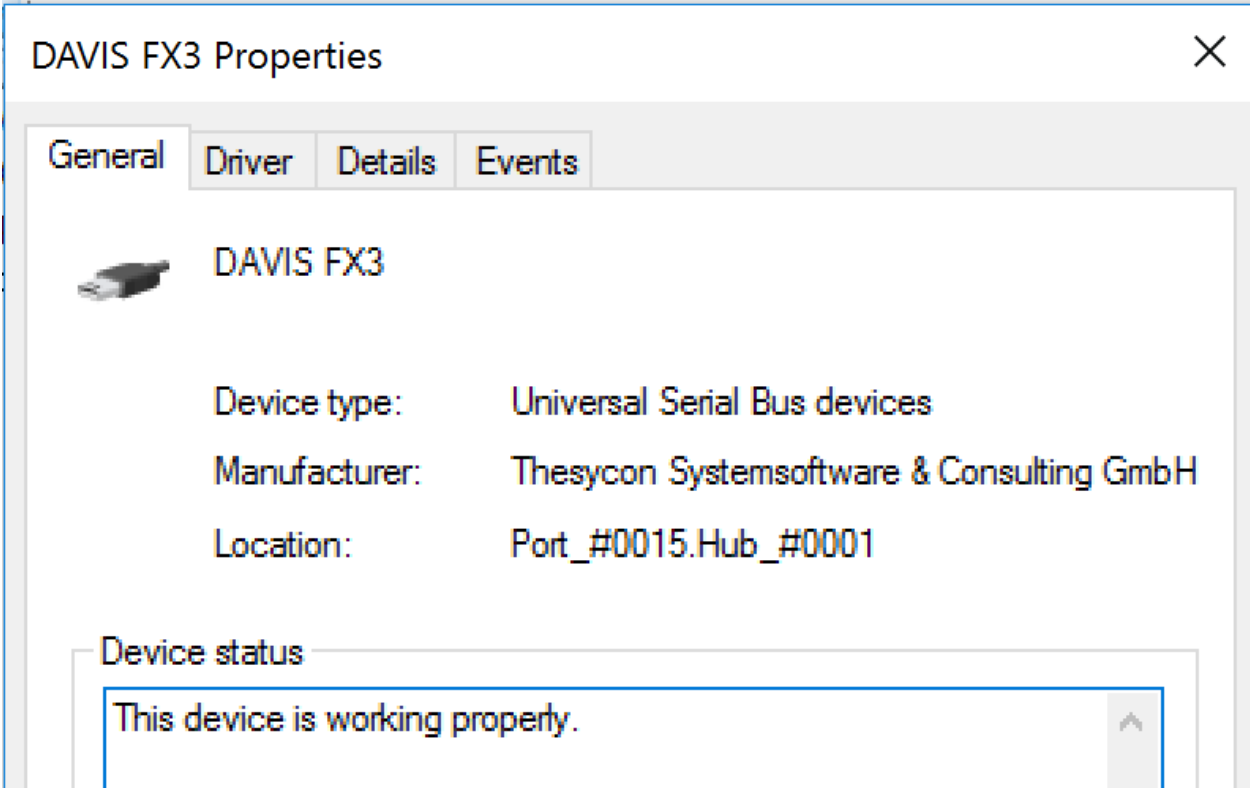 DAVIS FX3 Properties
General Driver Details Events
DAVIS FX3
Device type: Universal Serial Bus devices
Manufacturer: Thesycon Systemsoftware & Consulting GmbH
Location: Port_#0015.Hub_#0001
Device status
This device is working properly.